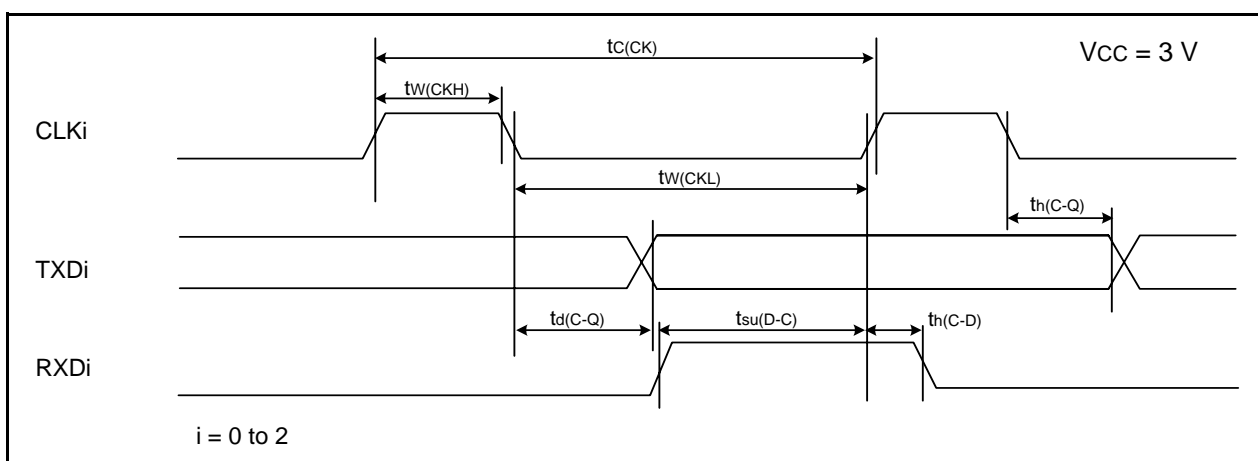 tC(CK)
VCC = 3 V
tW(CKH)
CLKi
tW(CKL)
th(C-Q)
TXDi
td(C-Q)
tsu(D-C)
th(C-D)
RXDi
i = 0 to 2